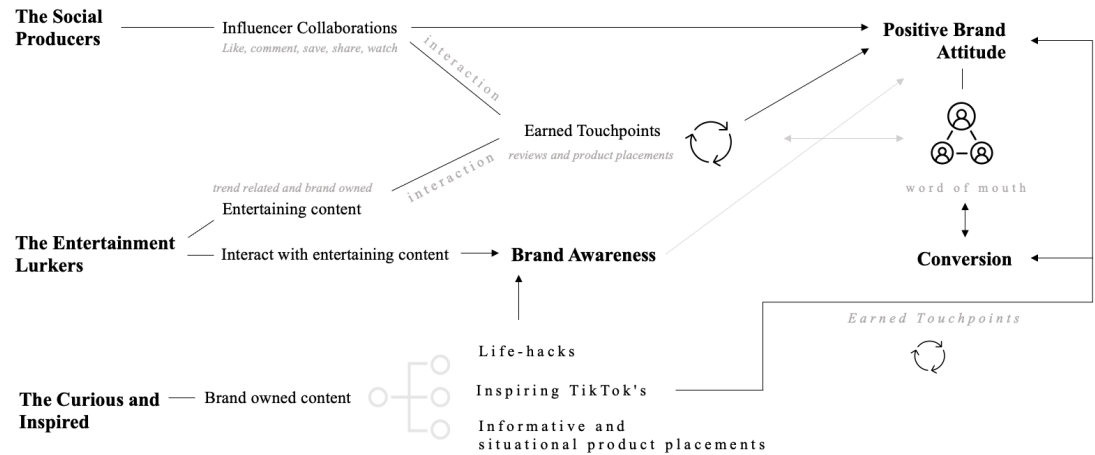 The Social
Producers
Influencer Collaborations
Like, comment, save, share, watch
interaction
Positive Brand
Attitude
Earned Touchpoints
reviews and product placements
interaction
word of mouth
trend related and brand owned
Entertaining content
The Entertainment
Lurkers
Interact with entertaining content
Brand Awareness
Conversion
Earned Touchpoints
The Curious and
Inspired
Brand owned content
Life-hacks
Inspiring TikTok's
Informative and
situational product placements